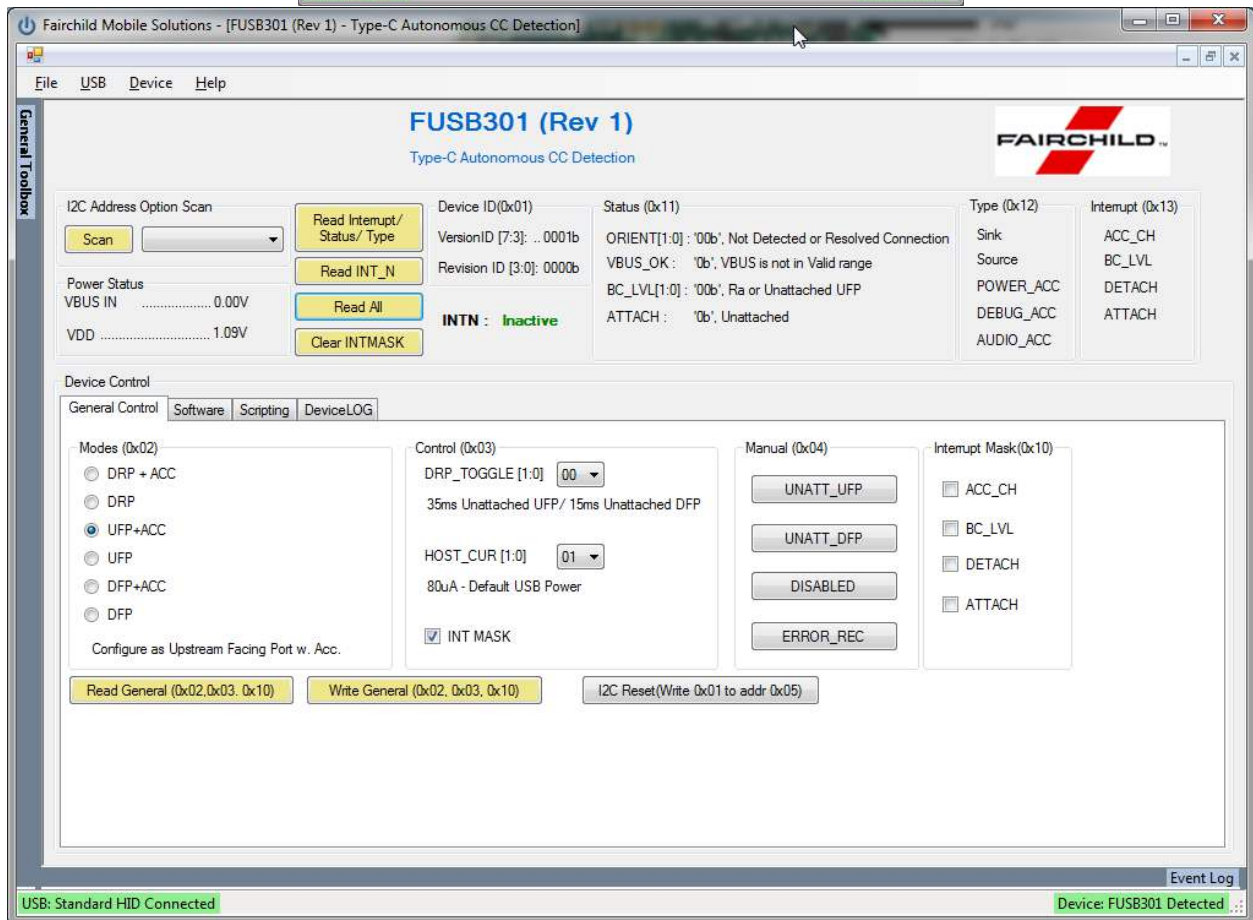 Fairchild Mobile Solutions - [FUSB301 (Rev 1) - Type-C Autonomous CC Detection]
File USB Device Help
General Toolbox
FUSB301 (Rev 1)
Type-C Autonomous CC Detection
FAIRCHILD TM
I2C Address Option Scan
Scan
Power Status
VBUS IN ................... 0.00V
VDD .............................. 1.09V
Read Interrupt/
Status/ Type
Read INT_N
Read All
Clear INTMASK
Device ID(0x01)
VersionID [7:3]: .. 0001b
Revision ID [3:0]: 0000b
INTN : Inactive
Status (0x11)
ORIENT[1:0] : '00b', Not Detected or Resolved Connection
VBUS_OK : '0b', VBUS is not in Valid range
BC_LVL[1:0] : '00b', Ra or Unattached UFP
ATTACH : '0b', Unattached
Type (0x12)
Sink
Source
POWER_ACC
DEBUG_ACC
AUDIO_ACC
Interrupt (0x13)
ACC_CH
BC_LVL
DETACH
ATTACH
Device Control
General Control Software Scripting DeviceLOG
Modes (0x02)
DRP + ACC
DRP
UFP+ACC
UFP
DFP+ACC
DFP
Configure as Upstream Facing Port w. Acc.
Control (0x03)
DRP_TOGGLE [1:0] 00
35ms Unattached UFP/ 15ms Unattached DFP
HOST_CUR [1:0] 01
80uA - Default USB Power
INT MASK
Manual (0x04)
UNATT_UFP
UNATT_DFP
DISABLED
ERROR_REC
Interrupt Mask(0x10)
ACC_CH
BC_LVL
DETACH
ATTACH
Read General (0x02,0x03. 0x10) Write General (0x02, 0x03, 0x10) I2C Reset(Write 0x01 to addr 0x05)
Event Log
USB: Standard HID Connected Device: FUSB301 Detected